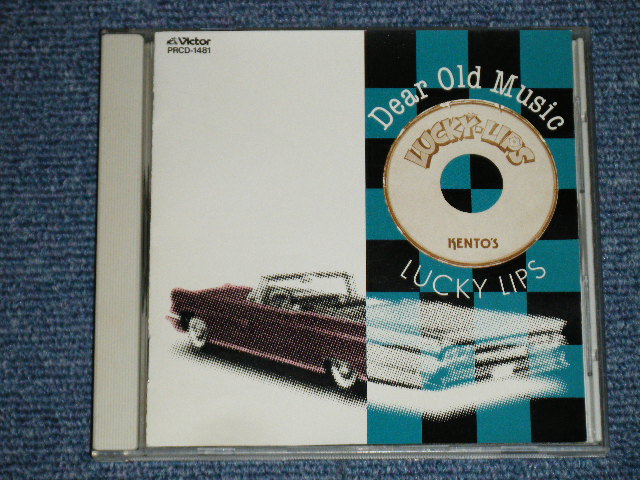 Victor
PRCD-1481
Dear Old Music
LUCKY-LIPS
KENTO'S
LUCKY LIPS